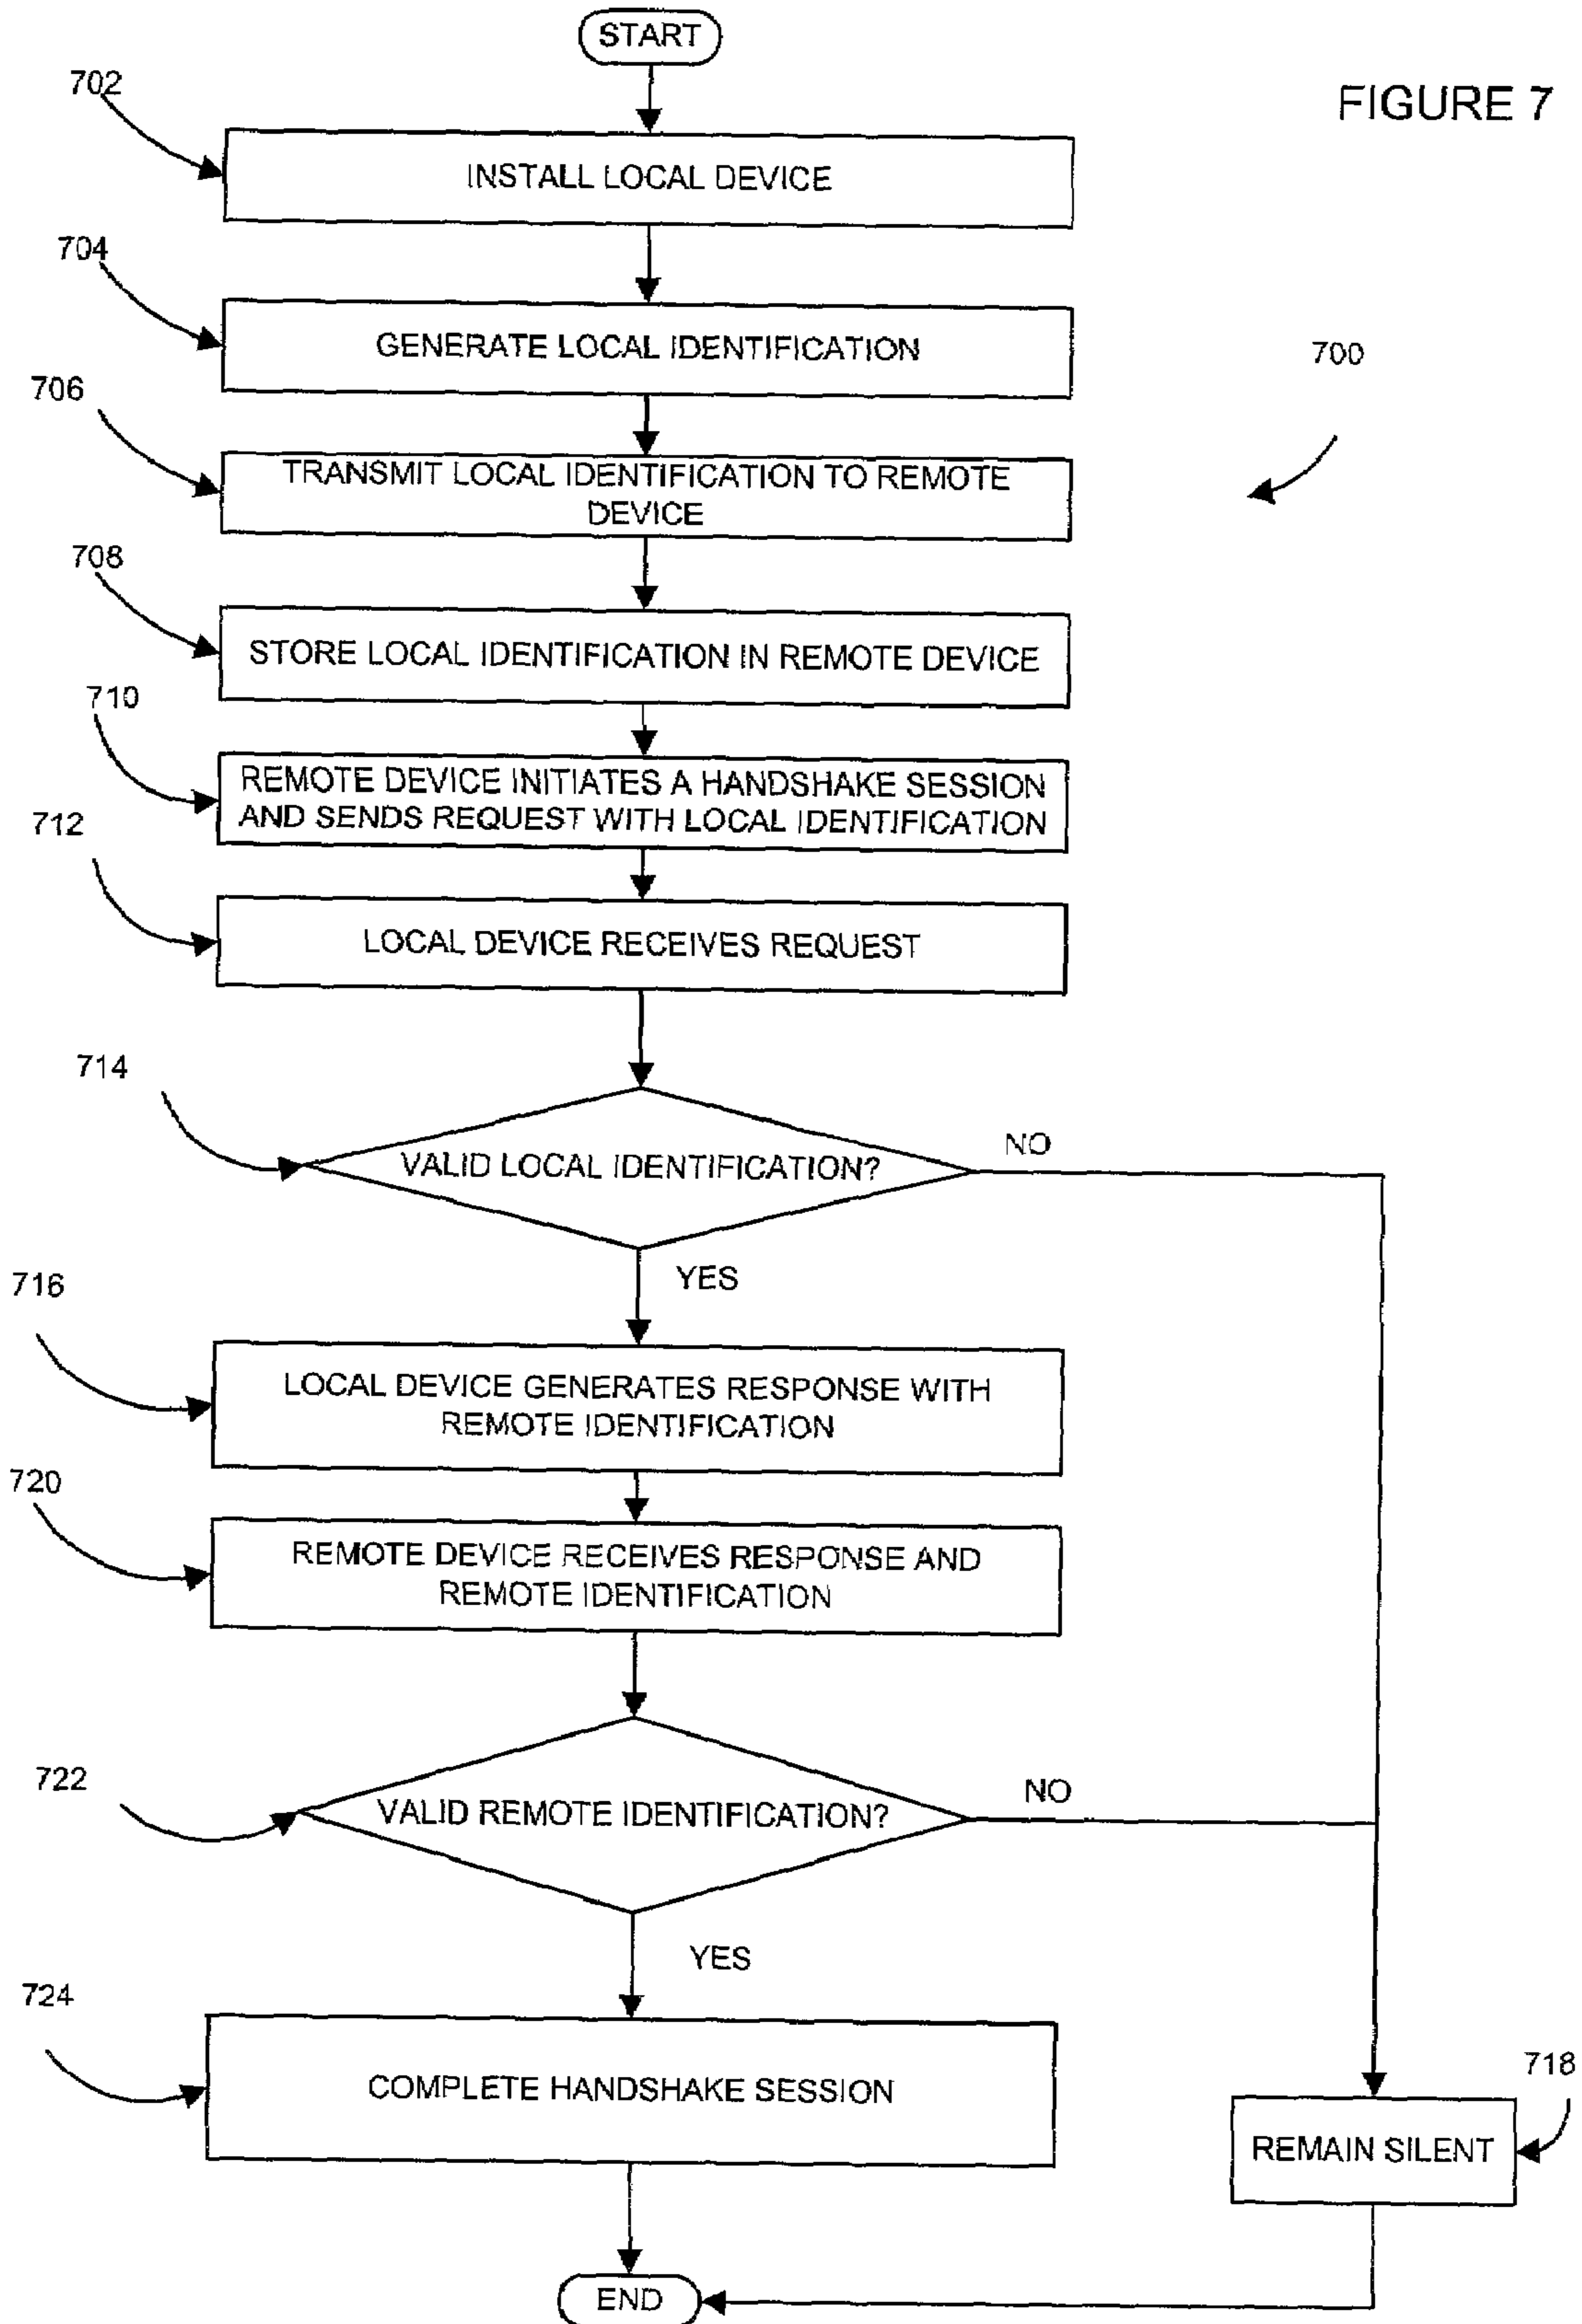 START
FIGURE 7
702
INSTALL LOCAL DEVICE
704
GENERATE LOCAL IDENTIFICATION
700
706
TRANSMIT LOCAL IDENTIFICATION TO REMOTE
DEVICE
708
STORE LOCAL IDENTIFICATION IN REMOTE DEVICE
710
REMOTE DEVICE INITIATES A HANDSHAKE SESSION
AND SENDS REQUEST WITH LOCAL IDENTIFICATION
712
LOCAL DEVICE RECEIVES REQUEST
714
VALID LOCAL IDENTIFICATION?
NO
YES
716
LOCAL DEVICE GENERATES RESPONSE WITH
REMOTE IDENTIFICATION
720
REMOTE DEVICE RECEIVES RESPONSE AND
REMOTE IDENTIFICATION
722
VALID REMOTE IDENTIFICATION?
NO
YES
724
COMPLETE HANDSHAKE SESSION
718
REMAIN SILENT
END